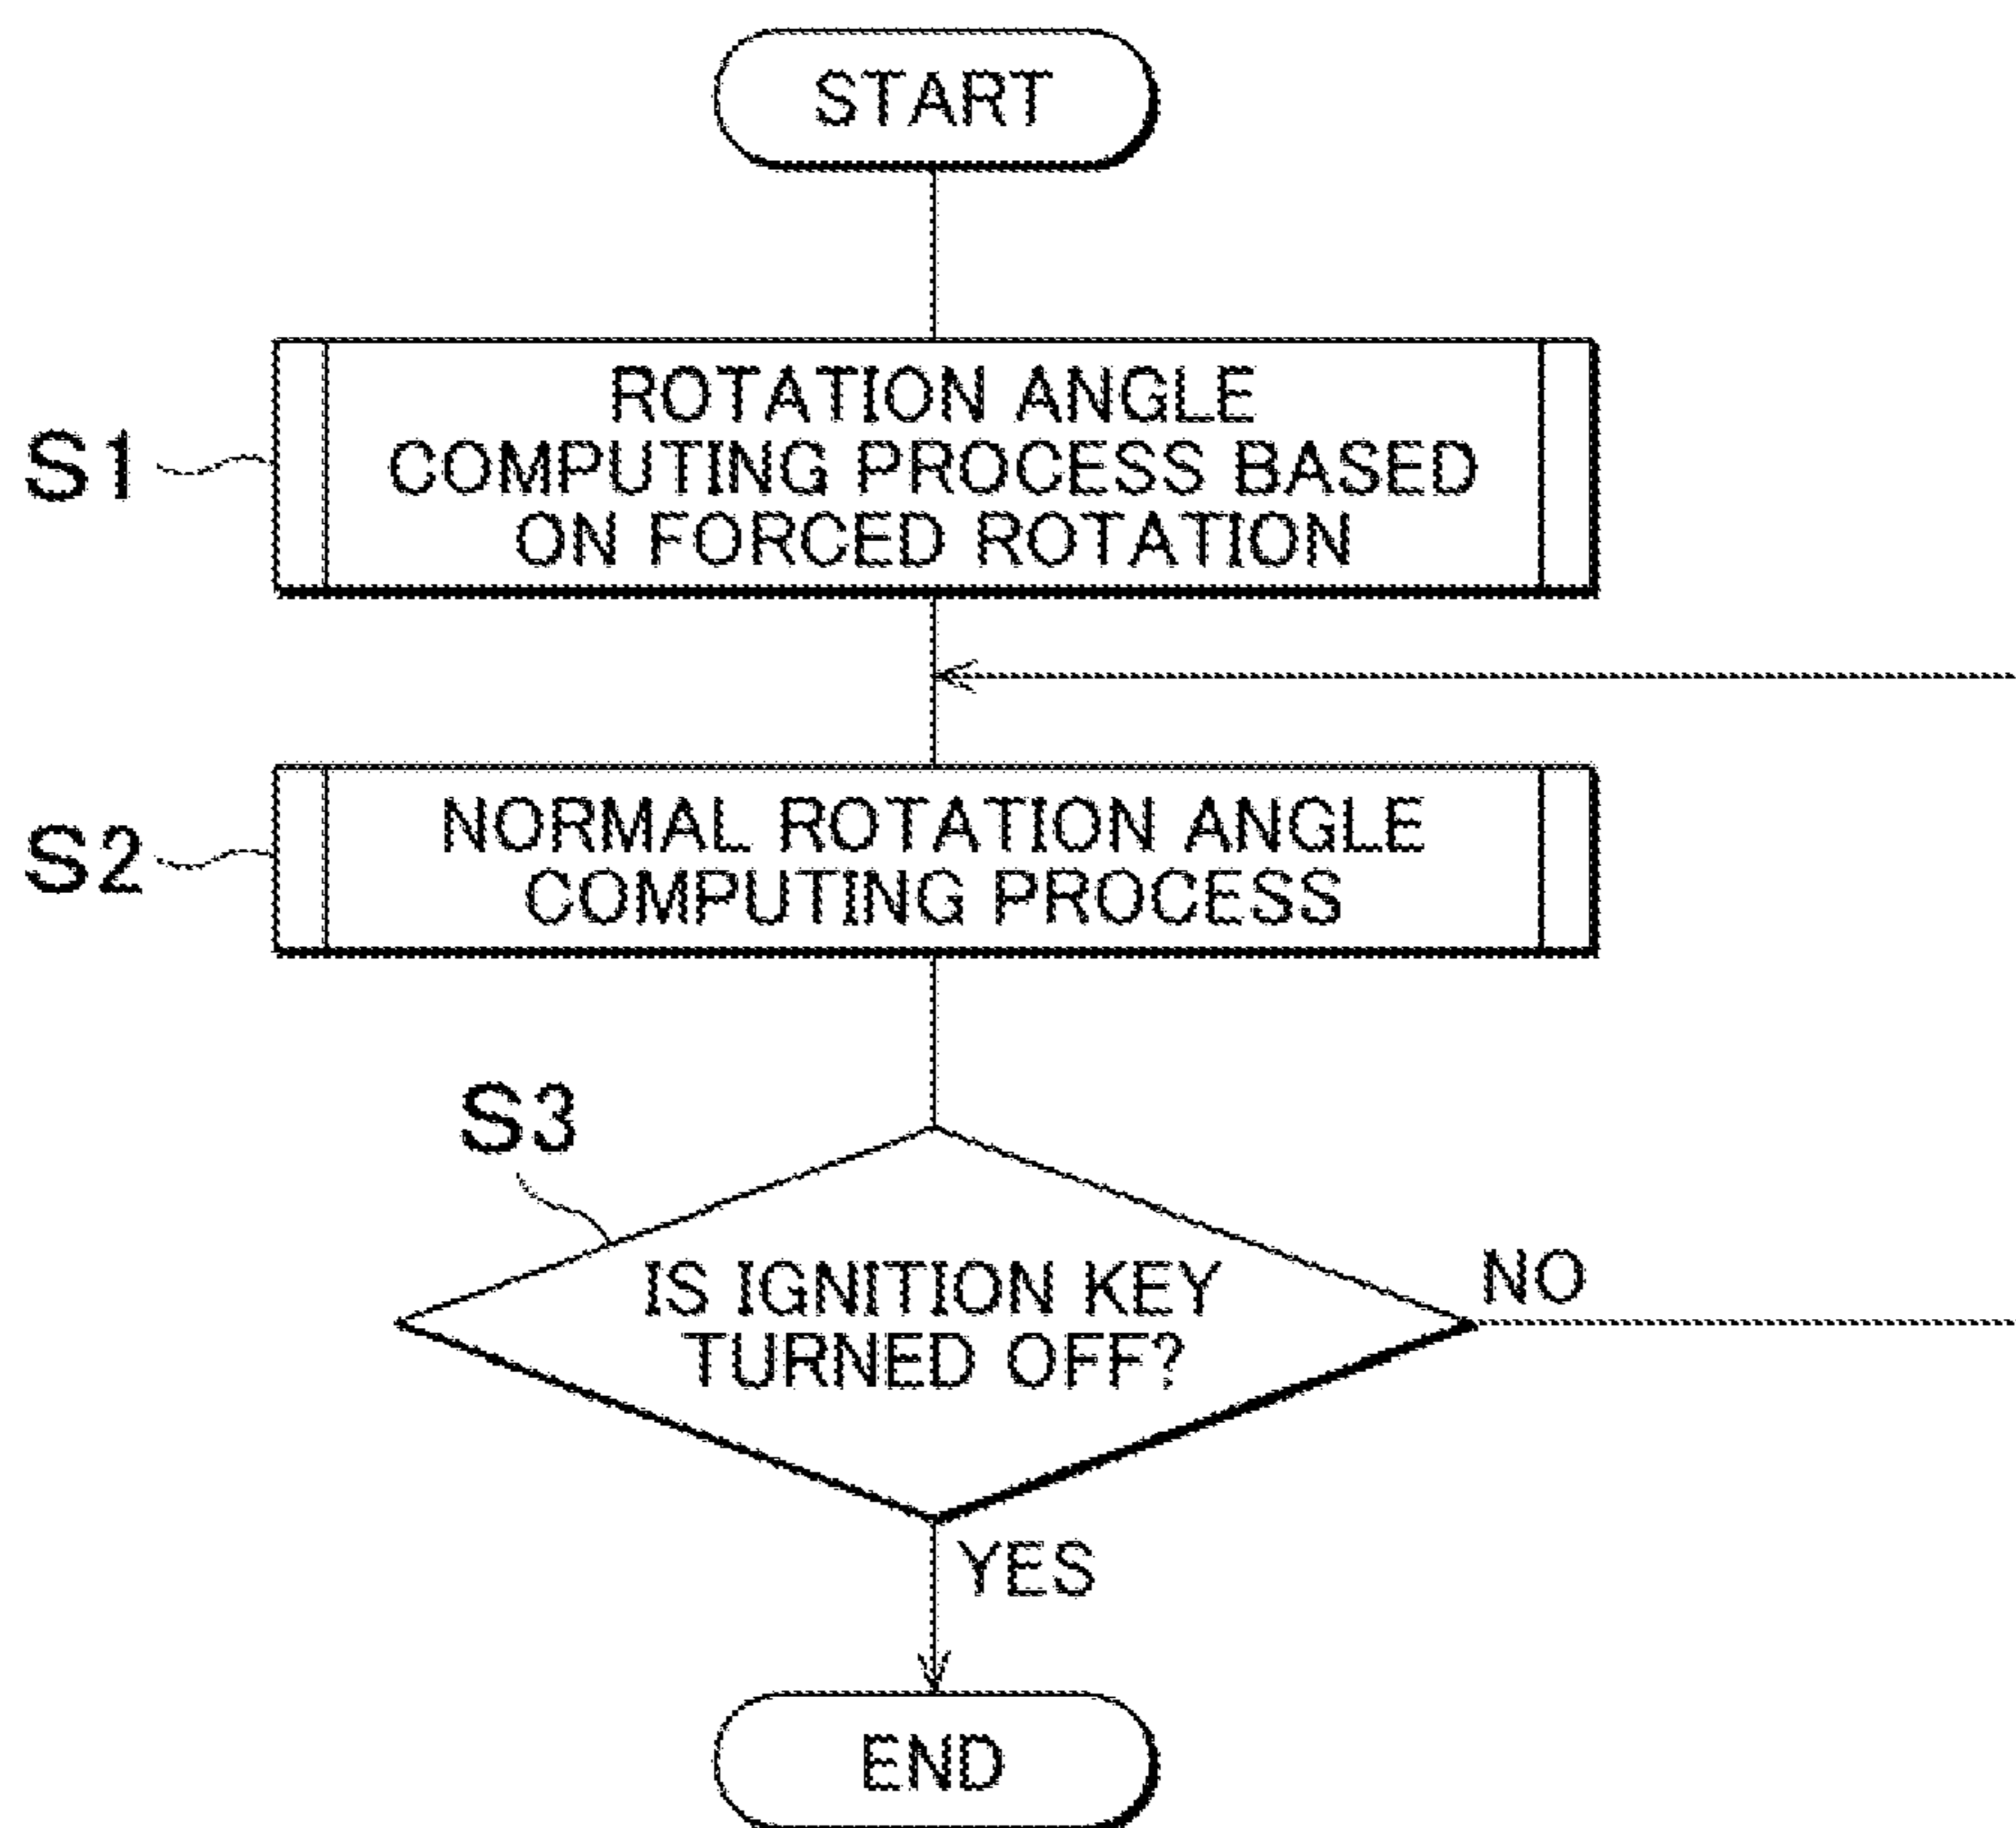 START
S1
ROTATION ANGLE
COMPUTING PROCESS BASED
ON FORCED ROTATION
S2
NORMAL ROTATION ANGLE
COMPUTING PROCESS
S3
IS IGNITION KEY
TURNED OFF?
NO
YES
END